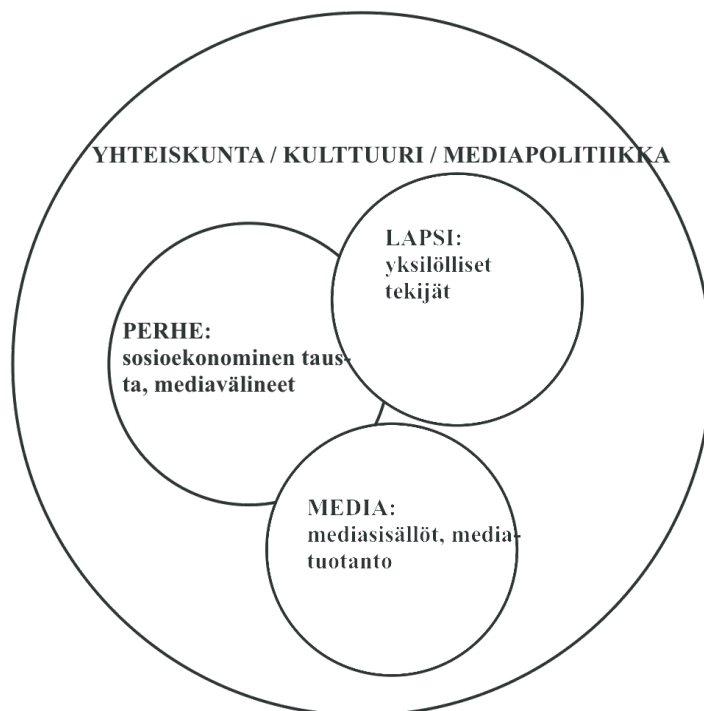 YHTEISKUNTA / KULTTUURI / MEDIAPOLITIIKKA
LAPSI:
yksilölliset
tekijät
PERHE:
sosioekonominen taus-
ta, mediavälineet
MEDIA:
mediasisällöt, media-
tuotanto